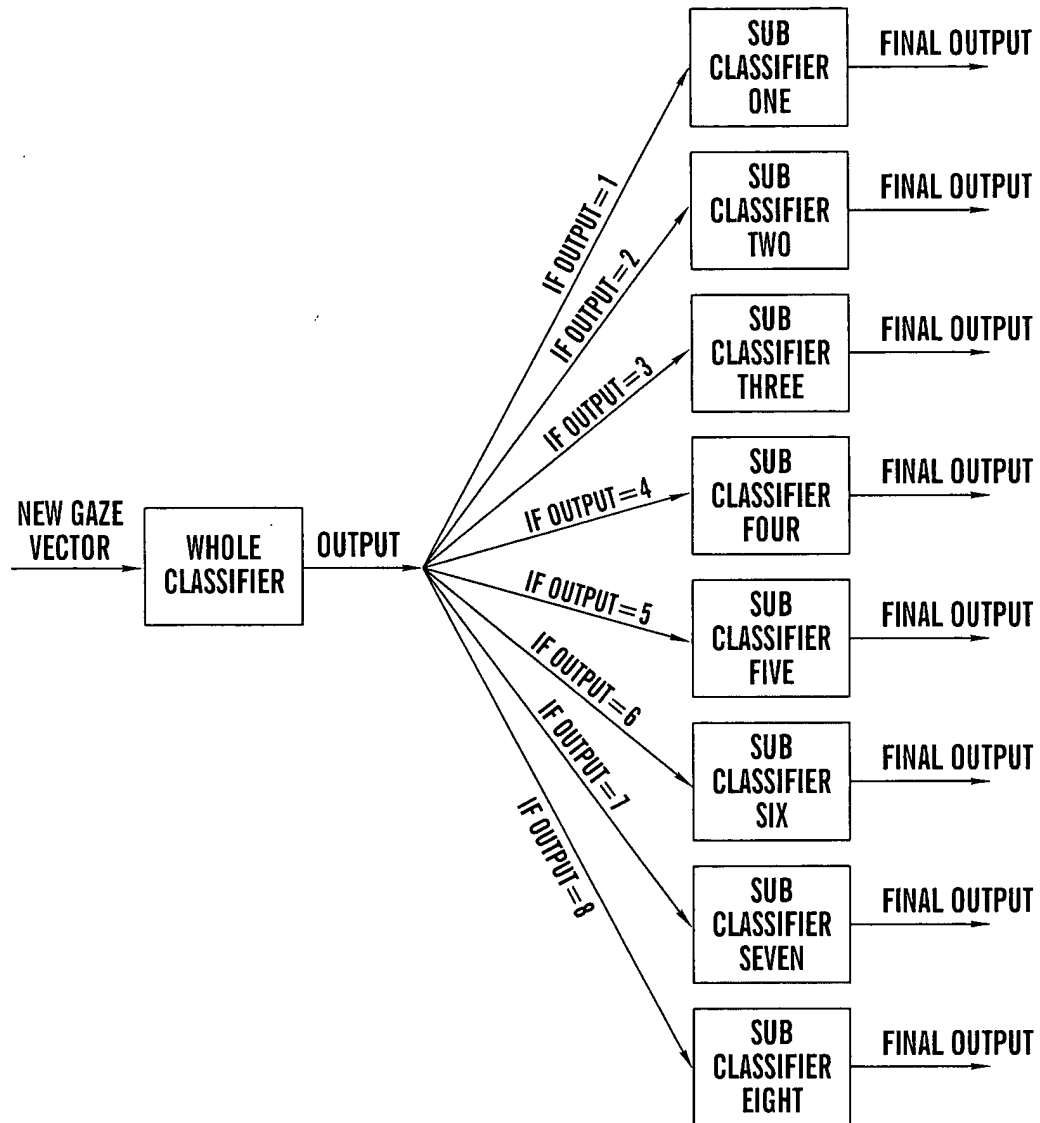 NEW GAZE
VECTOR
WHOLE
CLASSIFIER
OUTPUT
IF OUTPUT=1
IF OUTPUT=2
IF OUTPUT=3
IF OUTPUT=4
IF OUTPUT=5
IF OUTPUT=6
IF OUTPUT=7
IF OUTPUT=8
SUB
CLASSIFIER
ONE
FINAL OUTPUT
SUB
CLASSIFIER
TWO
FINAL OUTPUT
SUB
CLASSIFIER
THREE
FINAL OUTPUT
SUB
CLASSIFIER
FOUR
FINAL OUTPUT
SUB
CLASSIFIER
FIVE
FINAL OUTPUT
SUB
CLASSIFIER
SIX
FINAL OUTPUT
SUB
CLASSIFIER
SEVEN
FINAL OUTPUT
SUB
CLASSIFIER
EIGHT
FINAL OUTPUT